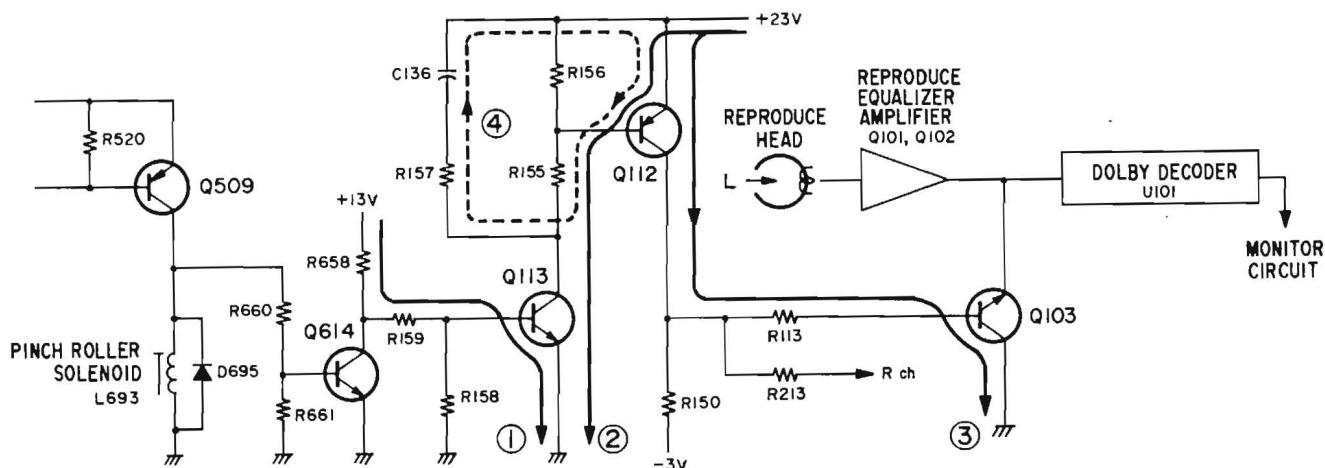 +23V
C136
R156
④
REPRODUCE
EQUALIZER
AMPLIFIER
Q101, Q102
REPRODUCE
HEAD
R520
R157
R155
Q112
L
DOLBY DECODER
U101
Q509
+13V
MONITOR
CIRCUIT
R658
Q113
R660
Q614
R159
R113
Q103
PINCH ROLLER
SOLENOID
L693
D695
R213
R ch
R661
R158
R150
①
②
③
-3V